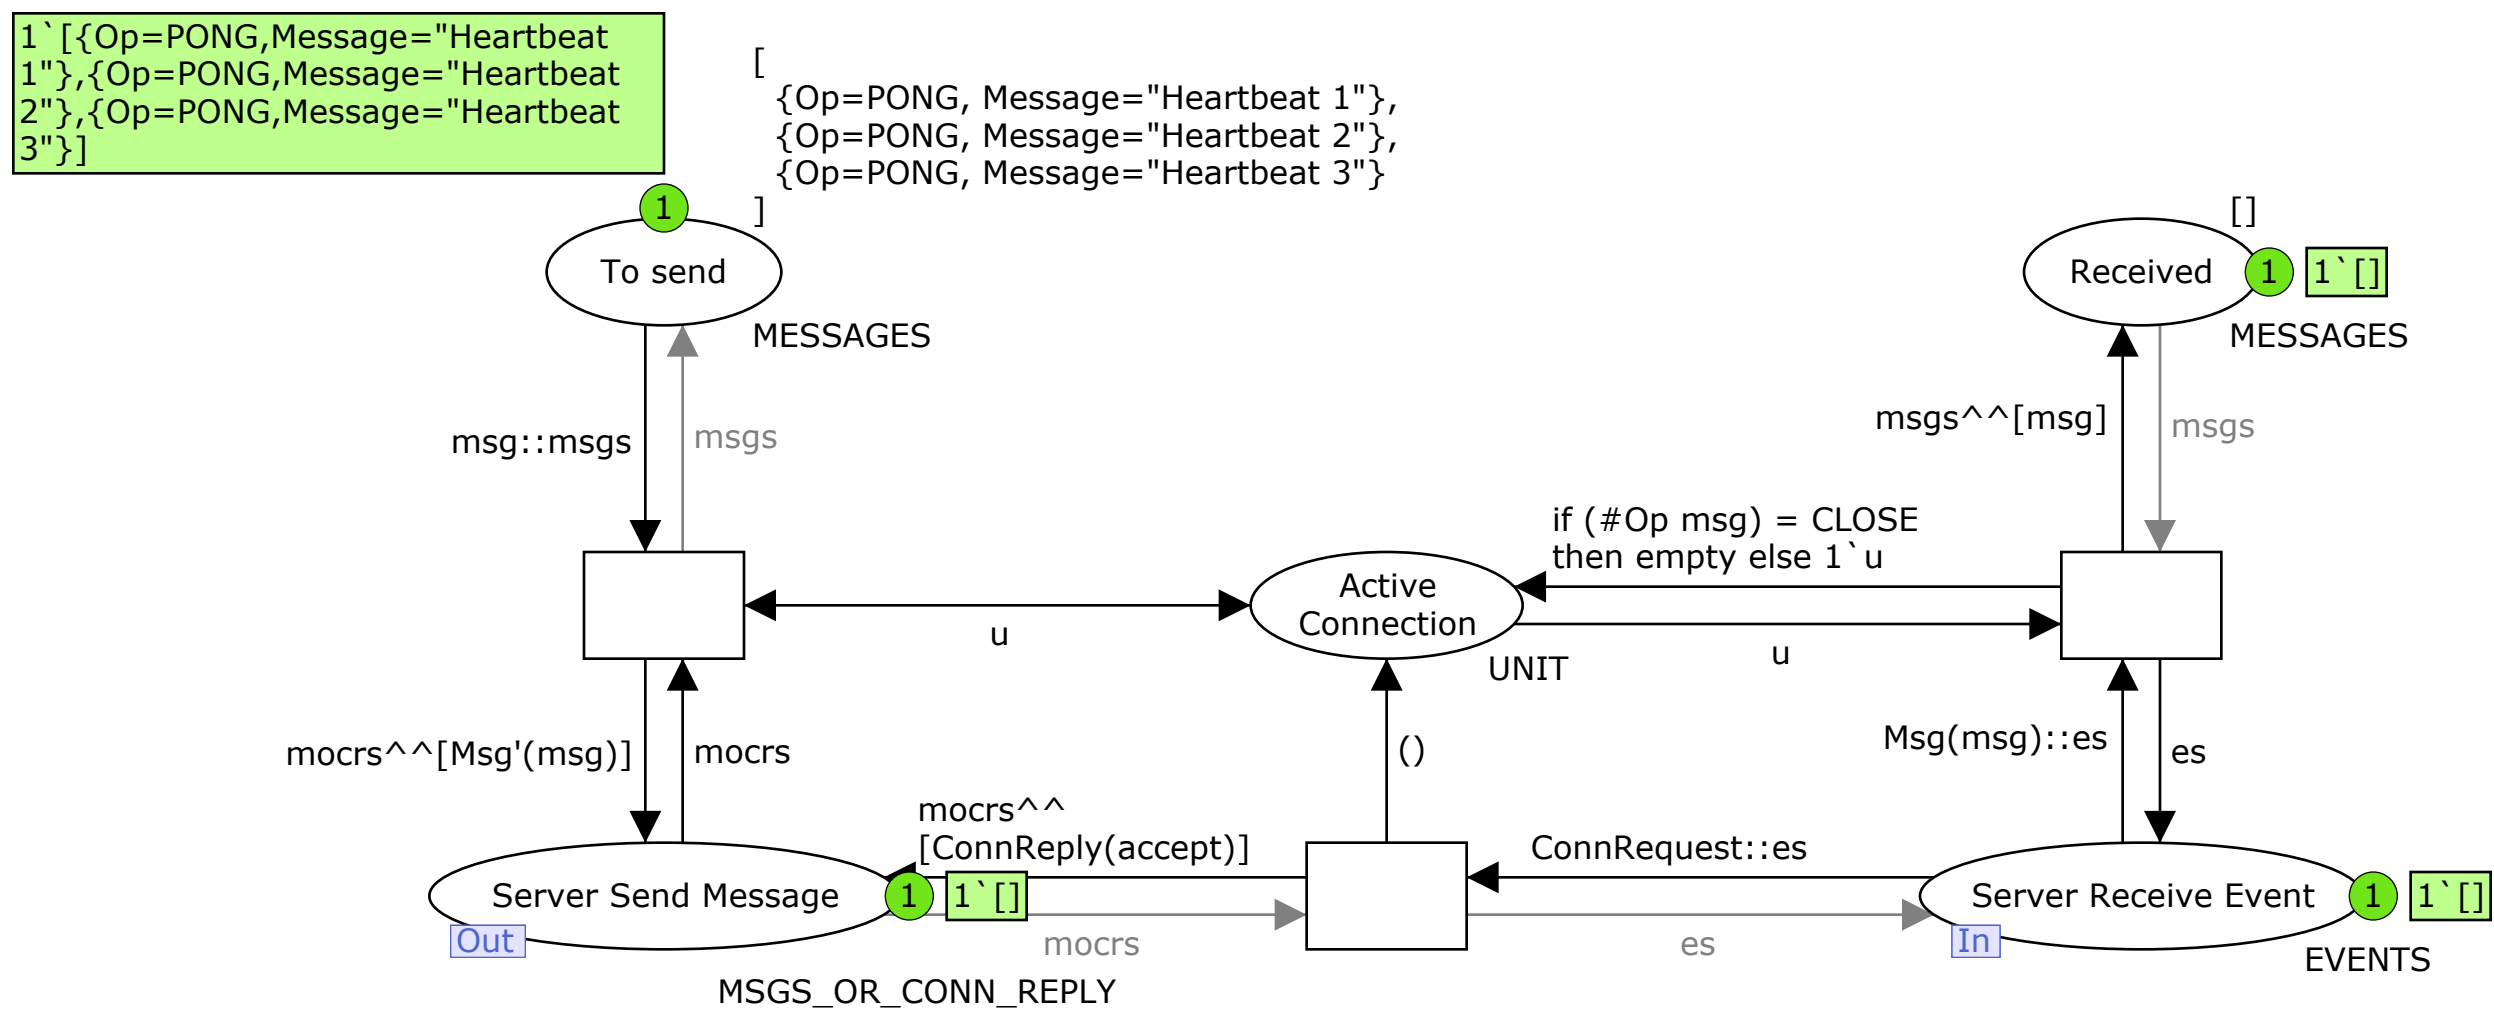 1`[{Op=PONG,Message="Heartbeat
1"},{Op=PONG,Message="Heartbeat
2"},{Op=PONG,Message="Heartbeat
3"}]
[
{Op=PONG, Message="Heartbeat 1"},
{Op=PONG, Message="Heartbeat 2"},
{Op=PONG, Message="Heartbeat 3"}
]
1
To send
MESSAGES
[]
Received
1
1`[]
MESSAGES
msg::msgs
msgs
msgs^^[msg]
msgs
if (#Op msg) = CLOSE
then empty else 1`u
Active
Connection
u
u
UNIT
mocrs^^[Msg'(msg)]
mocrs
()
Msg(msg)::es
es
mocrs^^
[ConnReply(accept)]
ConnRequest::es
Server Send Message
1
1`[]
Server Receive Event
1
1`[]
Out
mocrs
es
In
EVENTS
MSGS_OR_CONN_REPLY